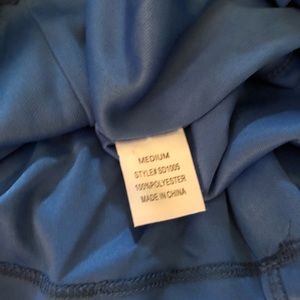 MEDIUM
STYLE# SD1005
100%POLYESTER
MADE IN CHINA